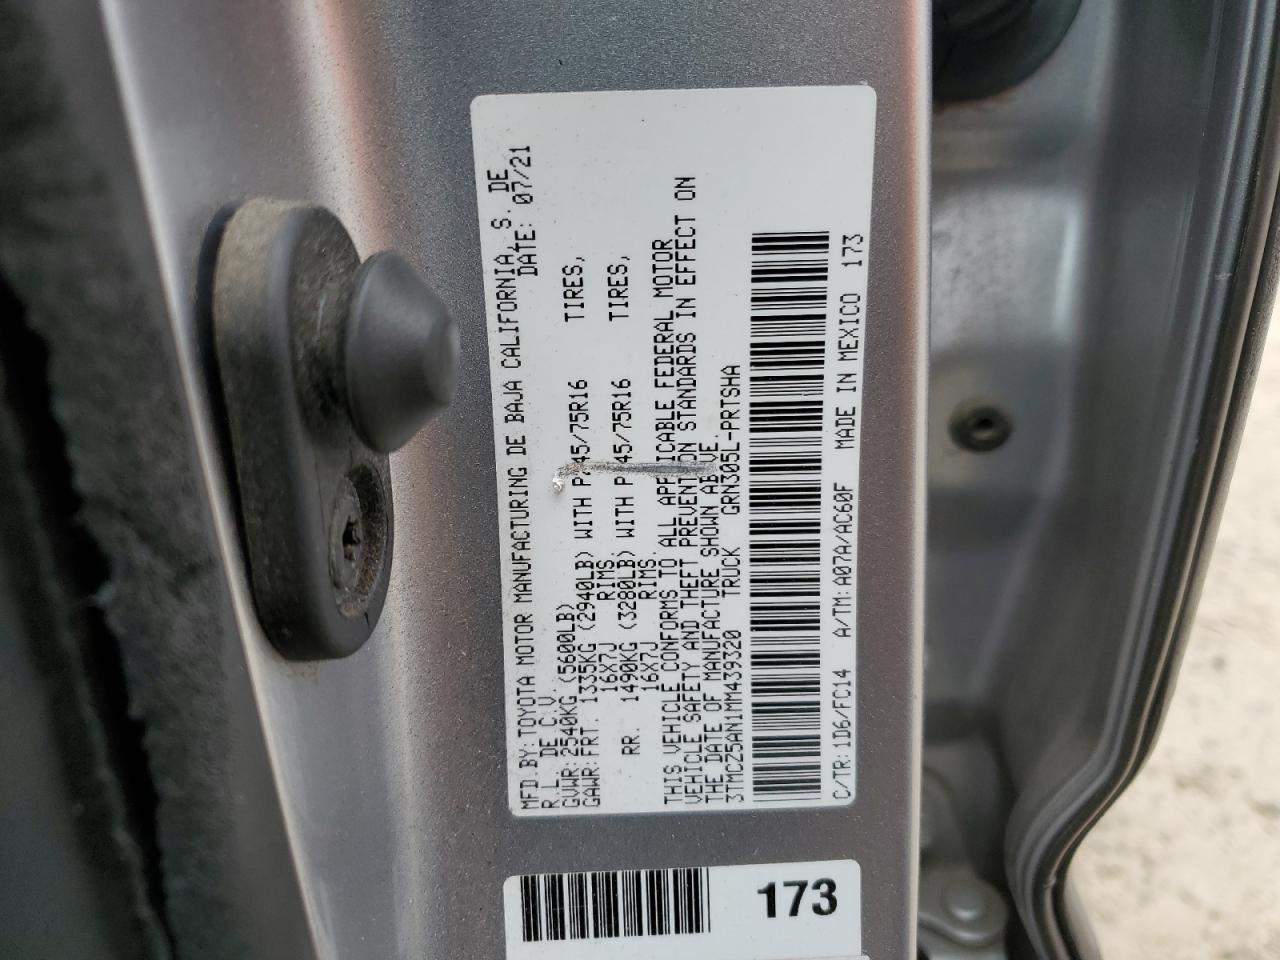 MFD.BY: TOYOTA MOTOR MANUFACTURING DE BAJA CALIFORNIA, S. DE
R. L. DE C.V. DATE: 07/21
GVWR: 2540KG (5600LB)
GAWR: FRT. 1335KG (2940LB) WITH P 45/75R16 TIRES,
16X7J RIMS
RR. 1490KG (3280LB) WITH P 45/75R16 TIRES,
16X7J RIMS.
THIS VEHICLE CONFORMS TO ALL APPLICABLE FEDERAL MOTOR
VEHICLE SAFETY AND THEFT PREVENTION STANDARDS IN EFFECT ON
THE DATE OF MANUFACTURE SHOWN ABOVE.
3TMCZ5AN1MM439320 TRUCK GRN305L-PRTSHA
C/TR: 1D6/FC14 A/TM: A07A/AC60F MADE IN MEXICO 173
173